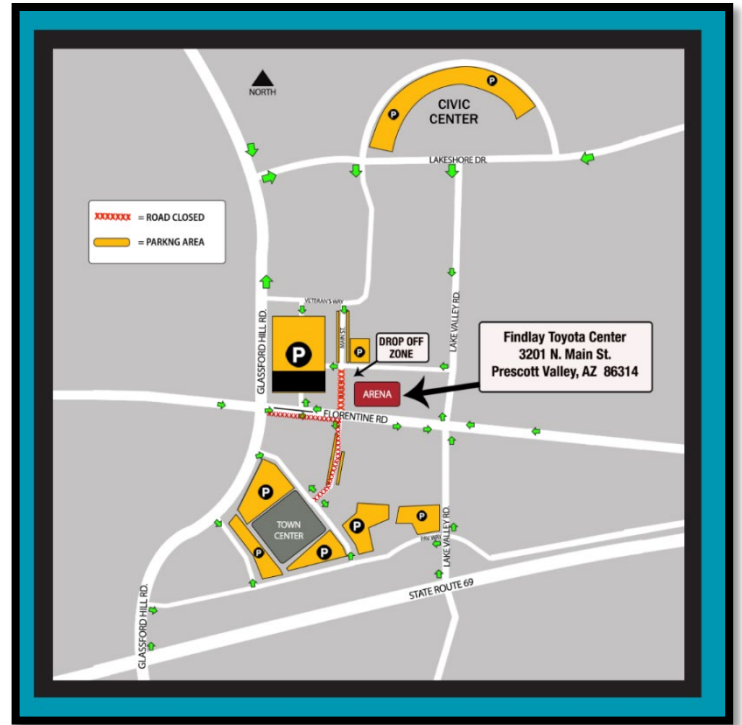 NORTH
P
P
CIVIC
CENTER
LAKESHORE DR.
XXXXXXX = ROAD CLOSED
= PARKNG AREA
VETERAN'S WAY
GLASSFORD HILL RD.
MAIN ST.
LAKE VALLEY RD.
P
P
DROP OFF
ZONE
Findlay Toyota Center
3201 N. Main St.
Prescott Valley, AZ 86314
ARENA
FLORENTINE RD
P
TOWN
CENTER
P
P
P
P
LAKE VALLEY RD.
STATE ROUTE 69
GLASSFORD HILL RD.